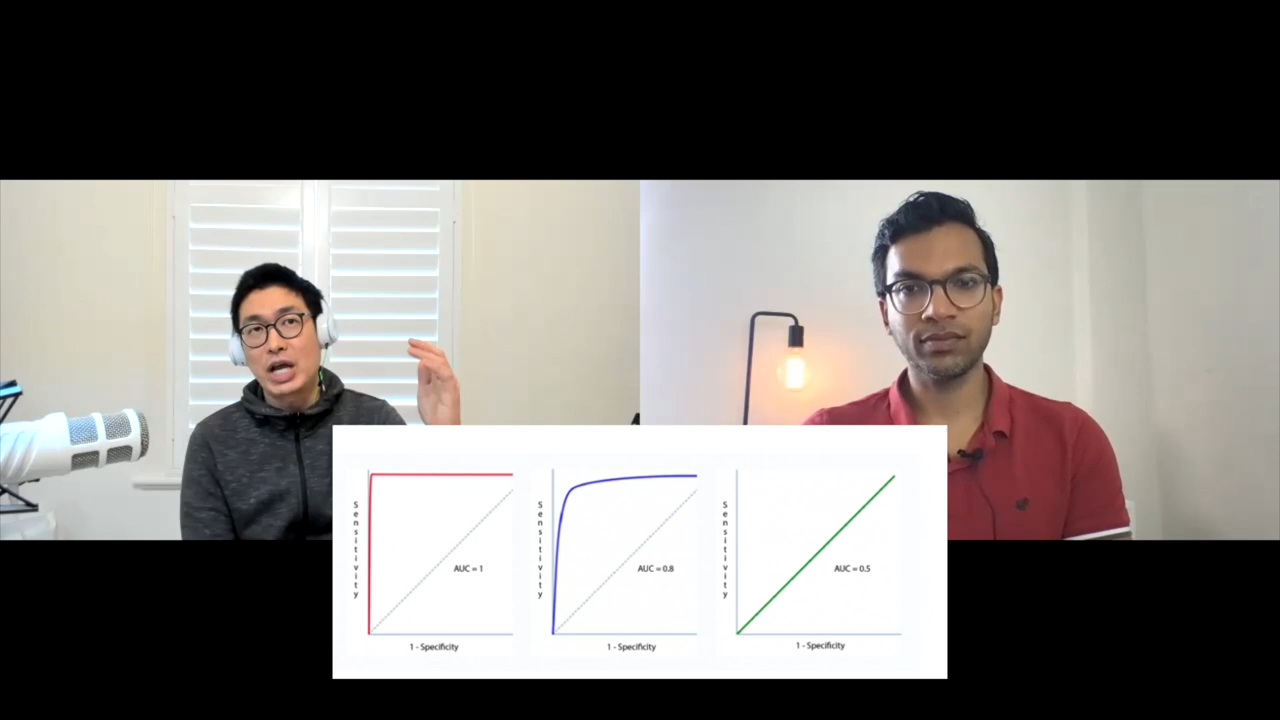 Sensitivity
AUC = 1
1 - Specificity
Sensitivity
AUC = 0.8
1 - Specificity
Sensitivity
AUC = 0.5
1 - Specificity